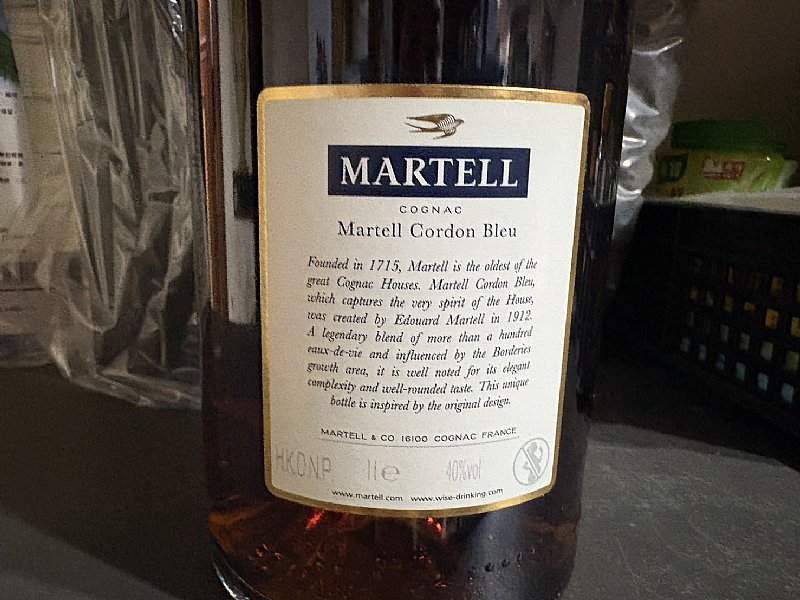 MARTELL
COGNAC
Martell Cordon Bleu
Founded in 1715, Martell is the oldest of the
great Cognac Houses. Martell Cordon Bleu,
which captures the very spirit of the House,
was created by Edouard Martell in 1912.
A legendary blend of more than a hundred
eaux-de-vie and influenced by the Borderies
growth area, it is well noted for its elegant
complexity and well-rounded taste. This unique
bottle is inspired by the original design.
MARTELL & CO 16100 COGNAC FRANCE
H.K.D.N.P. 1l e 40%vol
www.martell.com www.wise-drinking.com